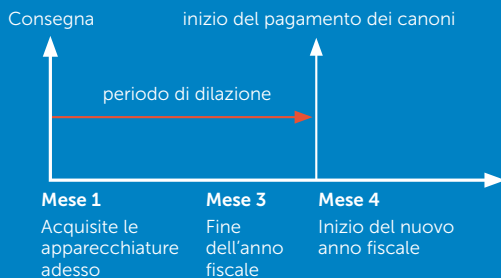 Consegna
inizio del pagamento dei canoni
periodo di dilazione
Mese 1
Acquisite le
apparecchiature
adesso
Mese 3
Fine
dell'anno
fiscale
Mese 4
Inizio del nuovo
anno fiscale